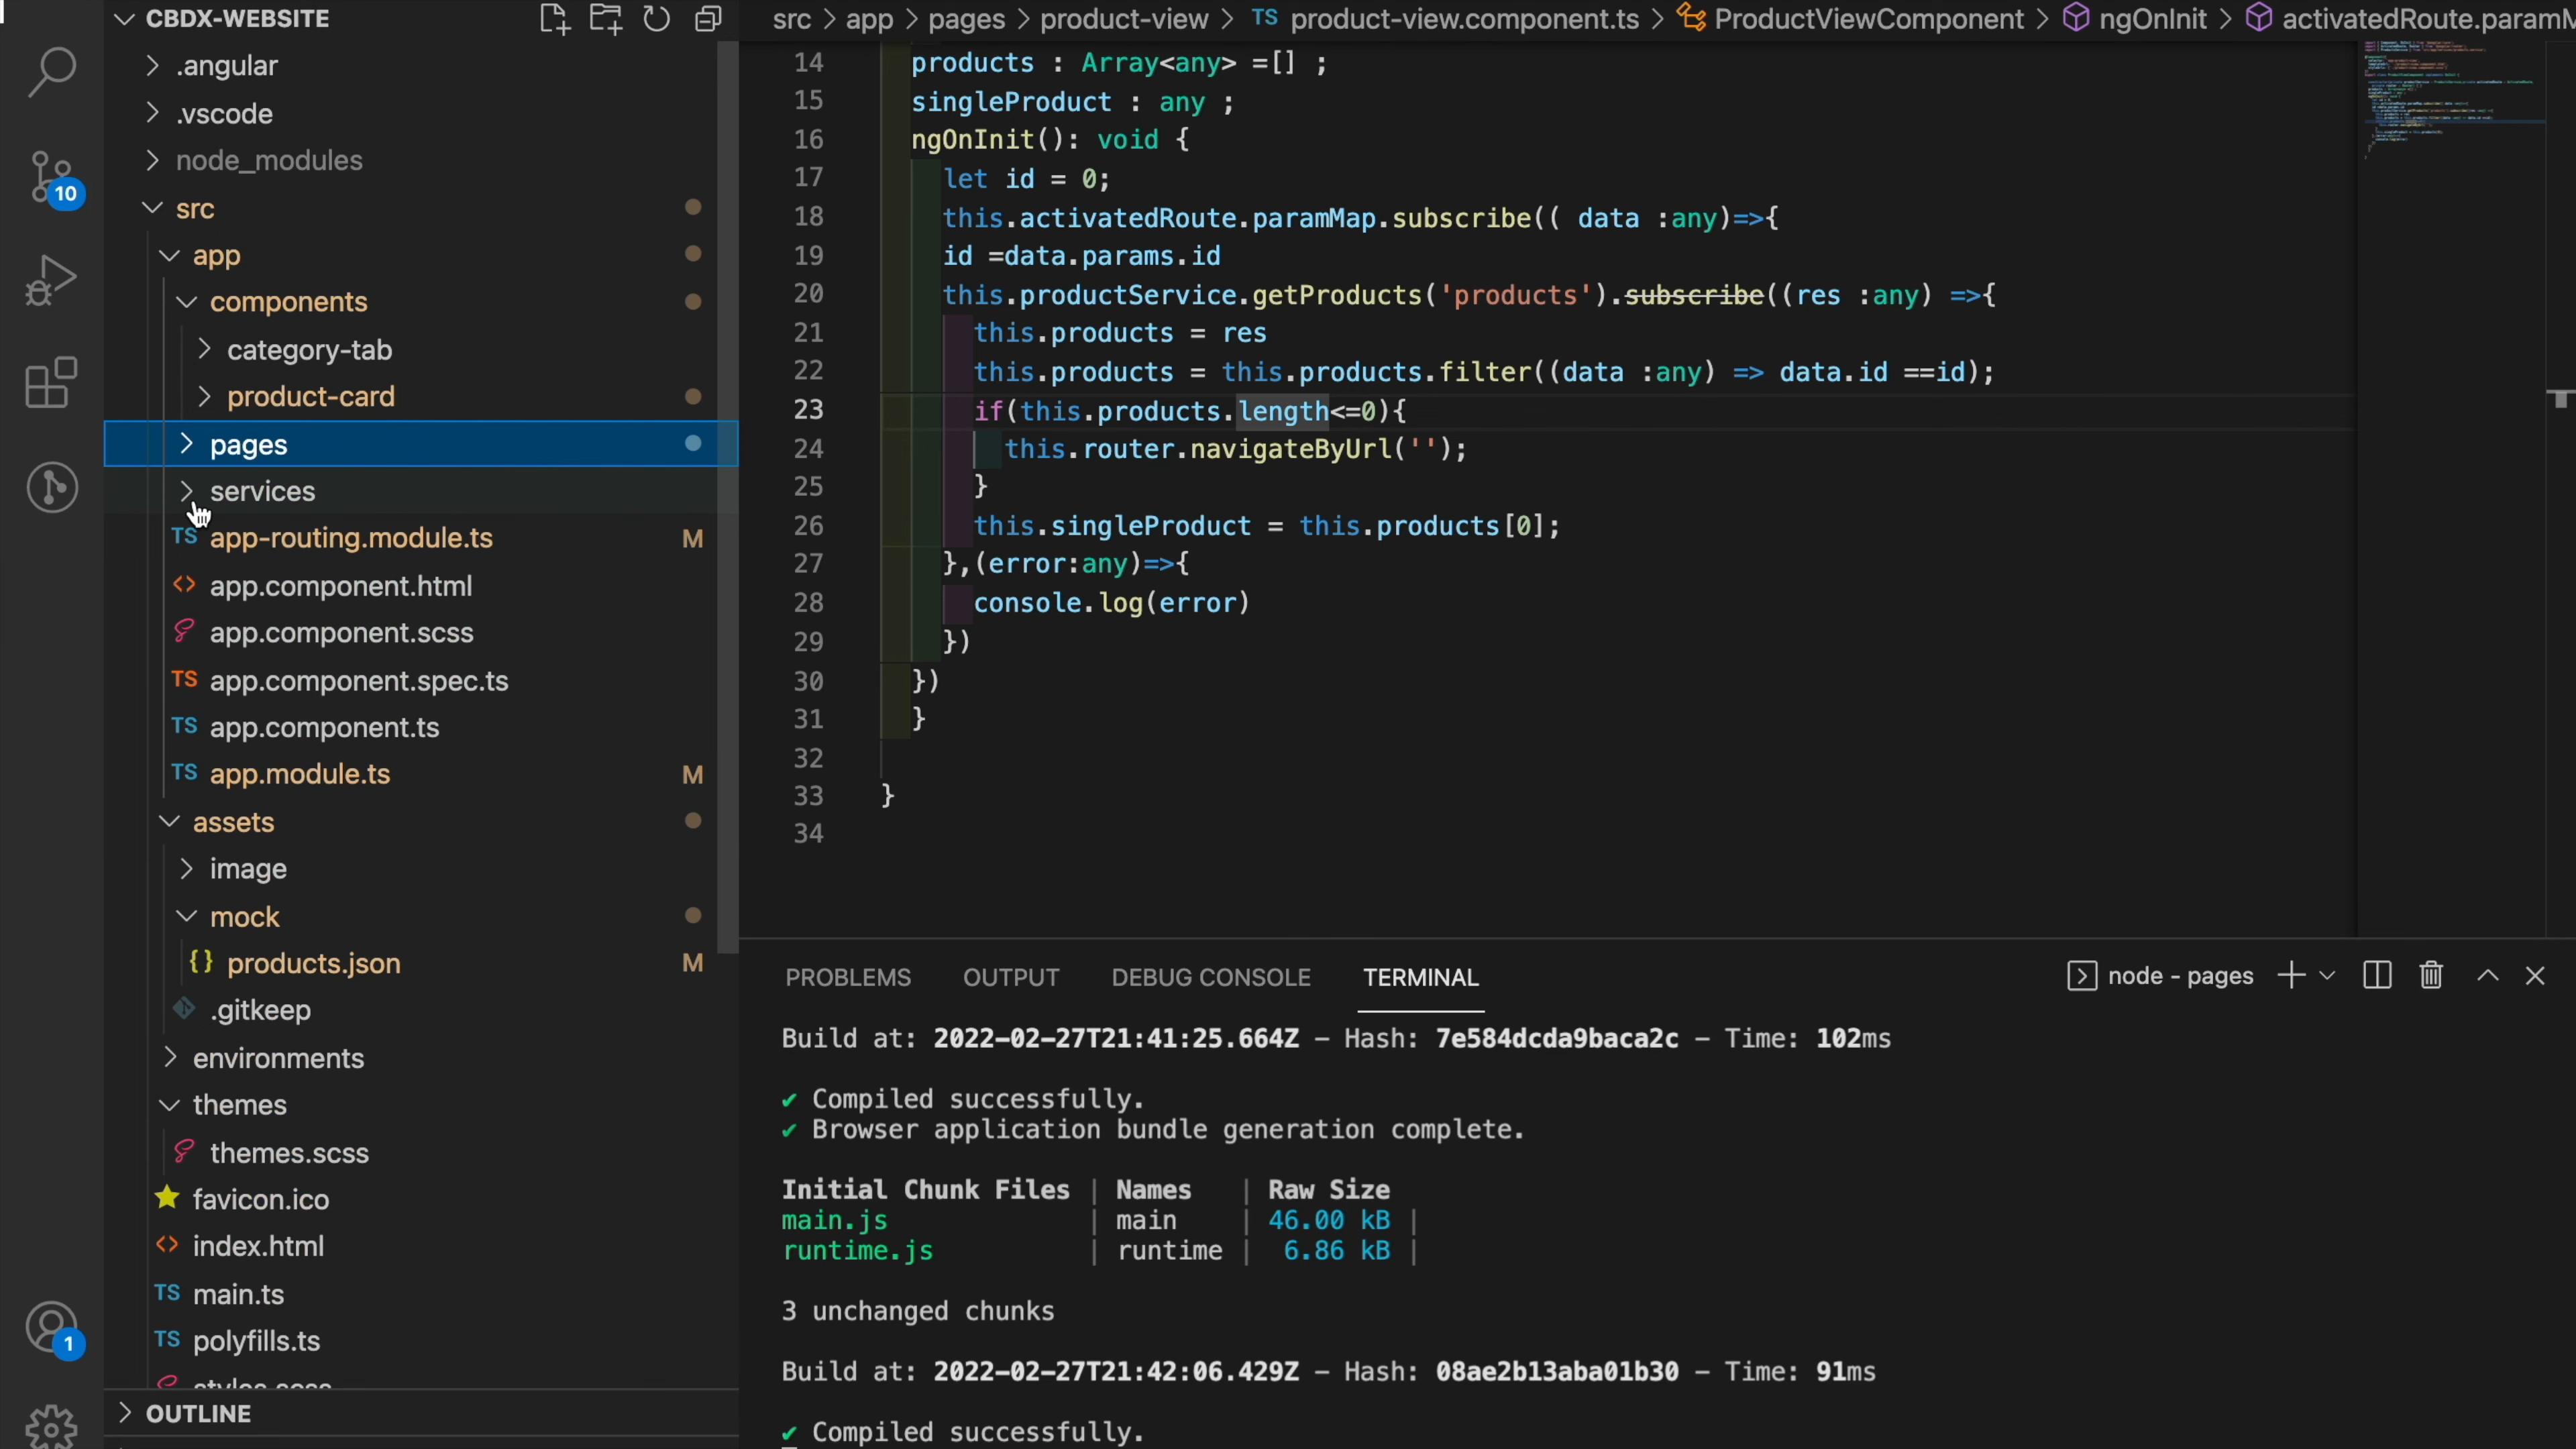 CBDX-WEBSITE
.angular
.vscode
node_modules
src
app
components
category-tab
product-card
pages
services
TS app-routing.module.ts M
<> app.component.html
app.component.scss
TS app.component.spec.ts
TS app.component.ts
TS app.module.ts M
assets
image
mock
{} products.json M
.gitkeep
environments
themes
themes.scss
favicon.ico
<> index.html
TS main.ts
TS polyfills.ts
styles.scss
OUTLINE
10
1
src > app > pages > product-view > TS product-view.component.ts > ProductViewComponent > ngOnInit > activatedRoute.paramM
14 products : Array<any> =[] ;
15 singleProduct : any ;
16 ngOnInit(): void {
17 let id = 0;
18 this.activatedRoute.paramMap.subscribe(( data :any)=>{
19 id =data.params.id
20 this.productService.getProducts('products').subscribe((res :any) =>{
21 this.products = res
22 this.products = this.products.filter((data :any) => data.id ==id);
23 if(this.products.length<=0){
24 this.router.navigateByUrl('');
25 }
26 this.singleProduct = this.products[0];
27 },(error:any)=>{
28 console.log(error)
29 })
30 })
31 }
32
33 }
34
PROBLEMS OUTPUT DEBUG CONSOLE TERMINAL node - pages
Build at: 2022-02-27T21:41:25.664Z - Hash: 7e584dcda9baca2c - Time: 102ms
✔ Compiled successfully.
✔ Browser application bundle generation complete.
Initial Chunk Files | Names | Raw Size
main.js | main | 46.00 kB |
runtime.js | runtime | 6.86 kB |
3 unchanged chunks
Build at: 2022-02-27T21:42:06.429Z - Hash: 08ae2b13aba01b30 - Time: 91ms
✔ Compiled successfully.